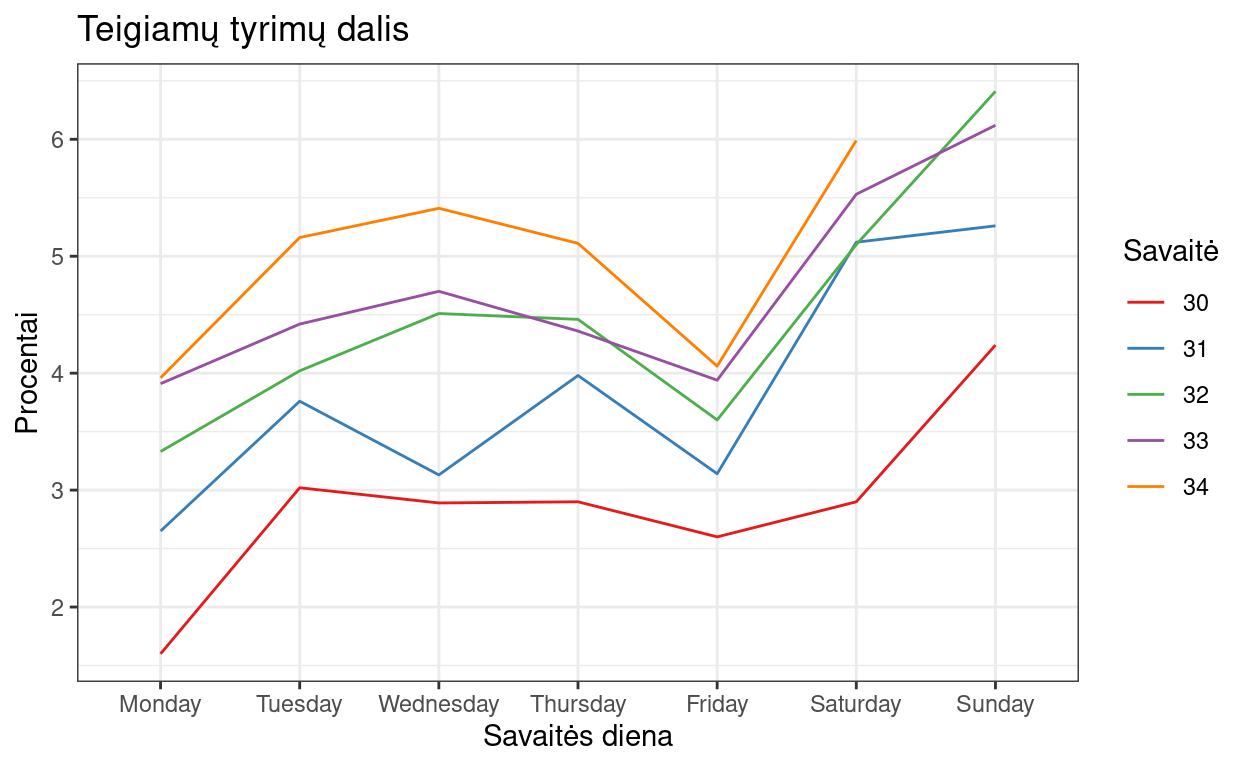 Teigiamų tyrimų dalis
Procentai
6
5
4
3
2
Monday Tuesday Wednesday Thursday Friday Saturday Sunday
Savaitės diena
Savaitė
30
31
32
33
34